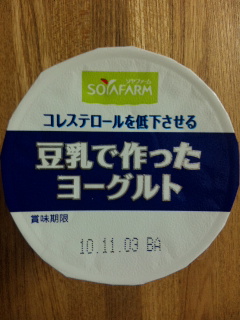 ソヤファーム
SOYAFARM
コレステロールを低下させる
豆乳で作った
ヨーグルト
賞味期限
10.11.03 BA